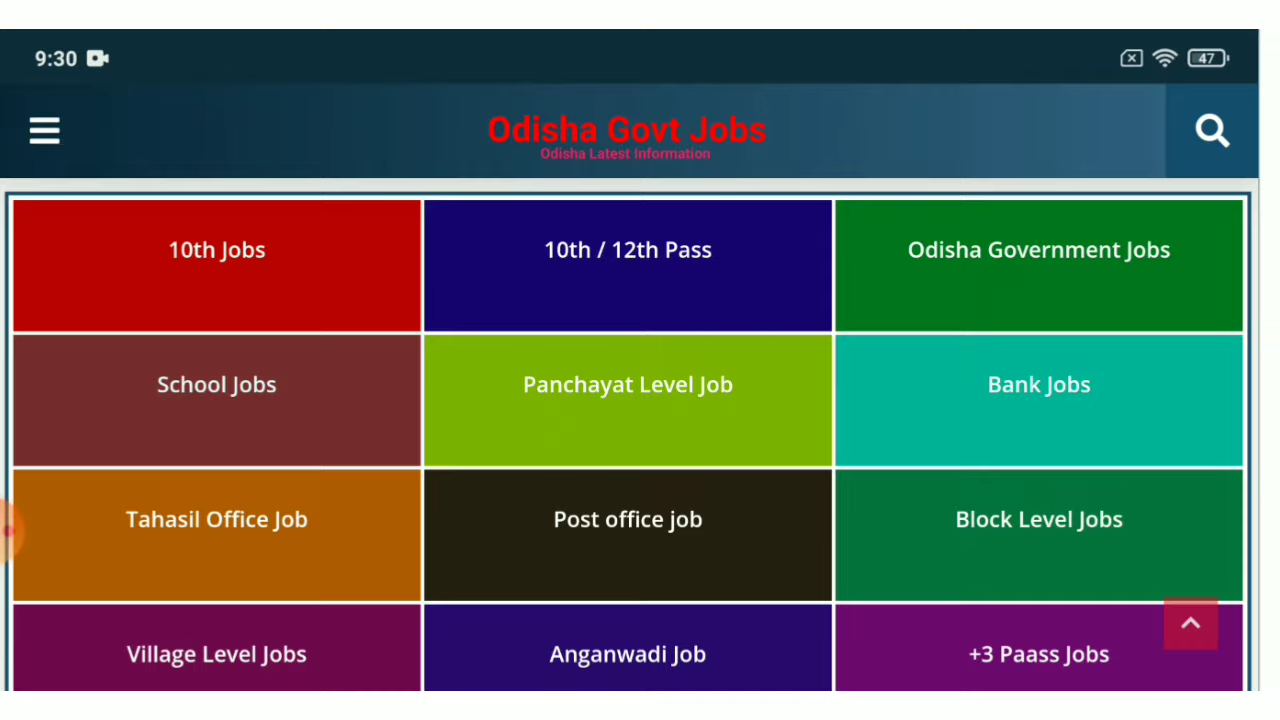 9:30
47
Odisha Govt Jobs
Odisha Latest Information
10th Jobs
10th / 12th Pass
Odisha Government Jobs
School Jobs
Panchayat Level Job
Bank Jobs
Tahasil Office Job
Post office job
Block Level Jobs
Village Level Jobs
Anganwadi Job
+3 Paass Jobs